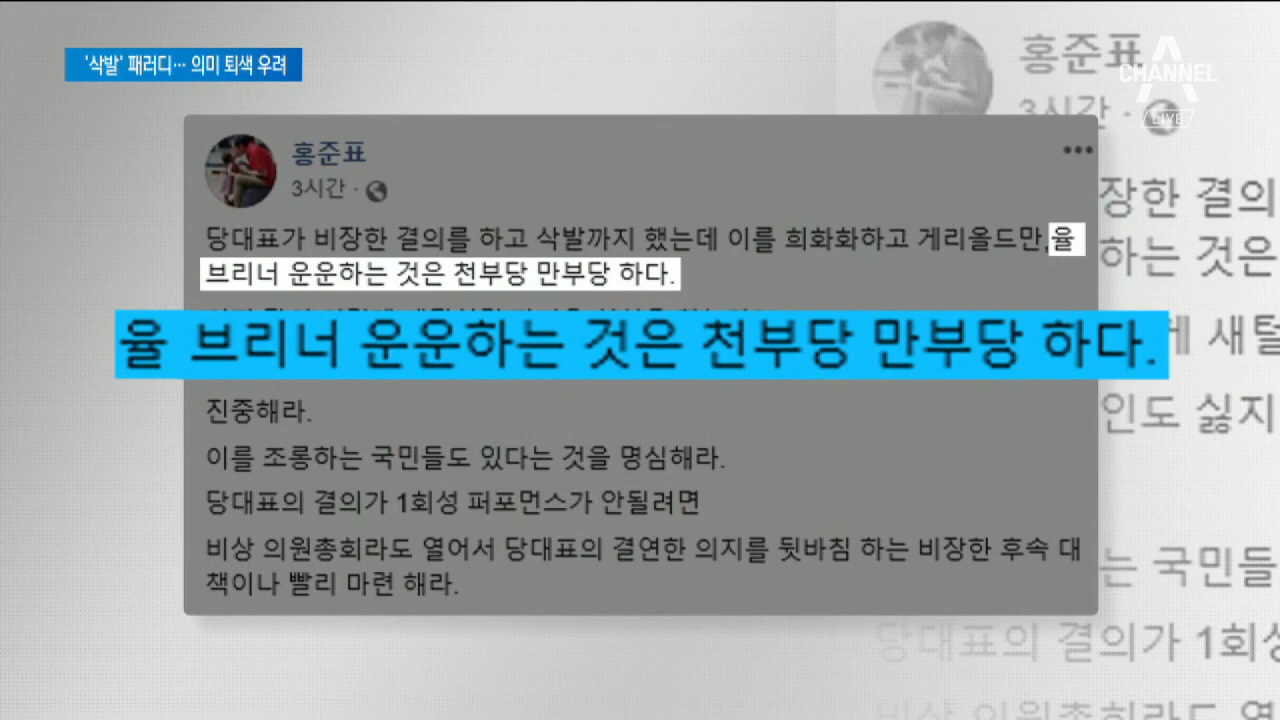 '삭발' 패러디… 의미 퇴색 우려
CHANNEL A
LIVE
홍준표
3시간 ·
홍준표
3시간 ·
당대표가 비장한 결의를 하고 삭발까지 했는데 이를 희화화하고 게리올드만,율
브리너 운운하는 것은 천부당 만부당 하다.
율 브리너 운운하는 것은 천부당 만부당 하다.
진중해라.
이를 조롱하는 국민들도 있다는 것을 명심해라.
당대표의 결의가 1회성 퍼포먼스가 안될려면
비상 의원총회라도 열어서 당대표의 결연한 의지를 뒷바침 하는 비장한 후속 대
책이나 빨리 마련 해라.
장한 결의
하는 것은
새털
인도 싫지
는 국민들
당대표의 결의가 1회성
비상 의원총회라도